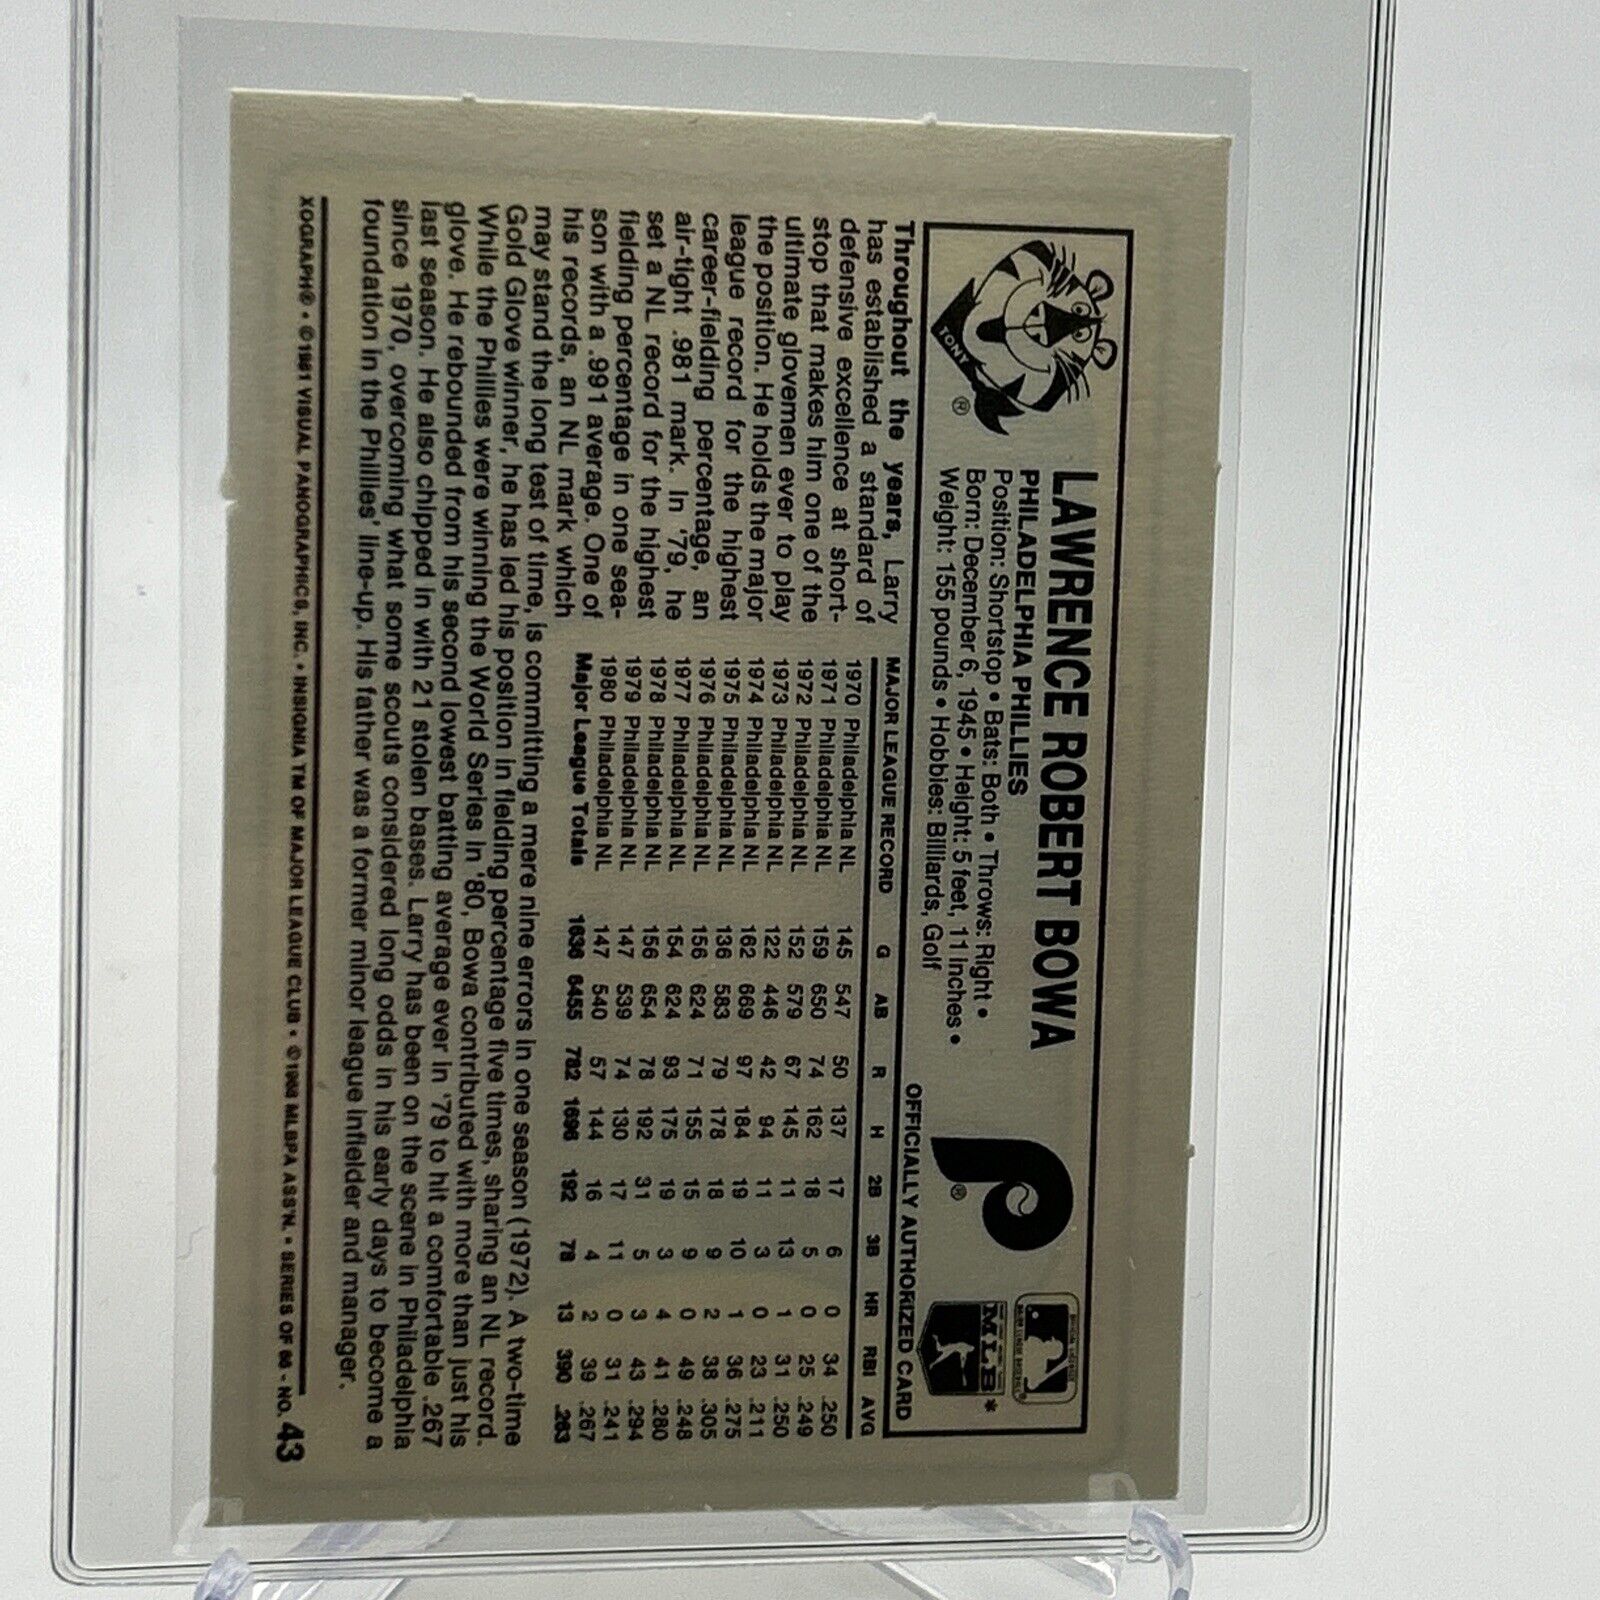 TONY ®
LAWRENCE ROBERT BOWA
PHILADELPHIA PHILLIES
Position: Shortstop • Bats: Both • Throws: Right •
Born: December 6, 1945 • Height: 5 feet, 11 inches •
Weight: 155 pounds • Hobbies: Billiards, Golf
®
MLB*
OFFICIALLY AUTHORIZED CARD
Throughout the years, Larry
has established a standard of
defensive excellence at short-
stop that makes him one of the
ultimate glovemen ever to play
the position. He holds the major
league record for the highest
career-fielding percentage, an
air-tight .981 mark. In '79, he
set a NL record for the highest
fielding percentage in one sea-
son with a .991 average. One of
his records, an NL mark which
may stand the long test of time, is committing a mere nine errors in one season (1972). A two-time
Gold Glove winner, he has led his position in fielding percentage five times, sharing an NL record.
While the Phillies were winning the World Series in '80, Bowa contributed with more than just his
glove. He rebounded from his second lowest batting average ever in '79 to hit a comfortable .267
last season. He also chipped in with 21 stolen bases. Larry has been on the scene in Philadelphia
since 1970, overcoming what some scouts considered long odds in his early days to become a
foundation in the Phillies' line-up. His father was a former minor league infielder and manager.
MAJOR LEAGUE RECORD G AB R H 2B 3B HR RBI AVG
1970 Philadelphia NL 145 547 50 137 17 6 0 34 .250
1971 Philadelphia NL 159 650 74 162 18 5 0 25 .249
1972 Philadelphia NL 152 579 67 145 11 13 1 31 .250
1973 Philadelphia NL 122 446 42 94 11 3 0 23 .211
1974 Philadelphia NL 162 669 97 184 19 10 1 36 .275
1975 Philadelphia NL 136 583 79 178 18 9 2 38 .305
1976 Philadelphia NL 156 624 71 155 15 9 0 49 .248
1977 Philadelphia NL 154 624 93 175 19 3 4 41 .280
1978 Philadelphia NL 156 654 78 192 31 5 3 43 .294
1979 Philadelphia NL 147 539 74 130 17 11 0 31 .241
1980 Philadelphia NL 147 540 57 144 16 4 2 39 .267
Major League Totals 1636 6455 782 1696 192 78 13 390 .263
XOGRAPH® • ©1981 VISUAL PANOGRAPHICS, INC. • INSIGNIA TM OF MAJOR LEAGUE CLUB • ©1968 MLBPA ASS'N. • SERIES OF 66 - NO. 43